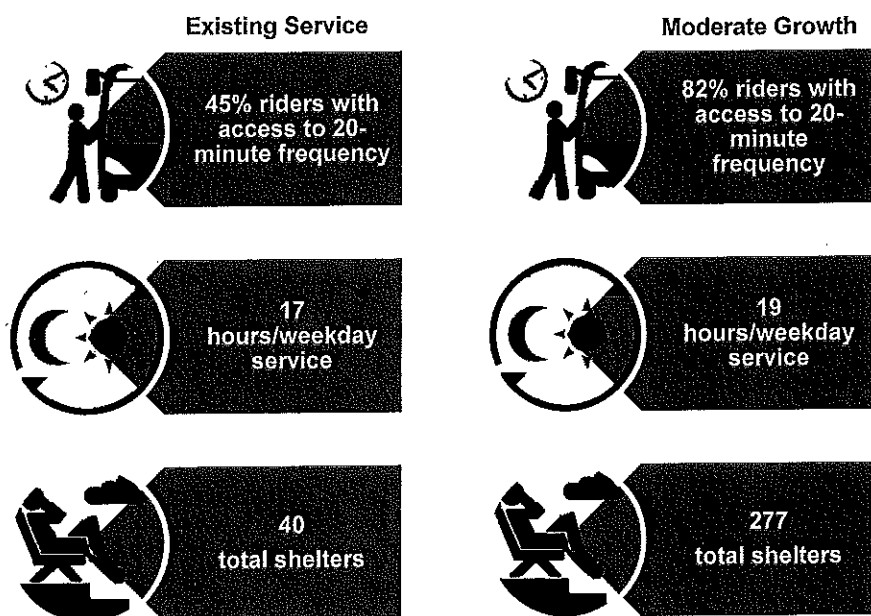 Existing Service
45% riders with
access to 20-
minute frequency
17
hours/weekday
service
40
total shelters
Moderate Growth
82% riders with
access to 20-
minute
frequency
19
hours/weekday
service
277
total shelters